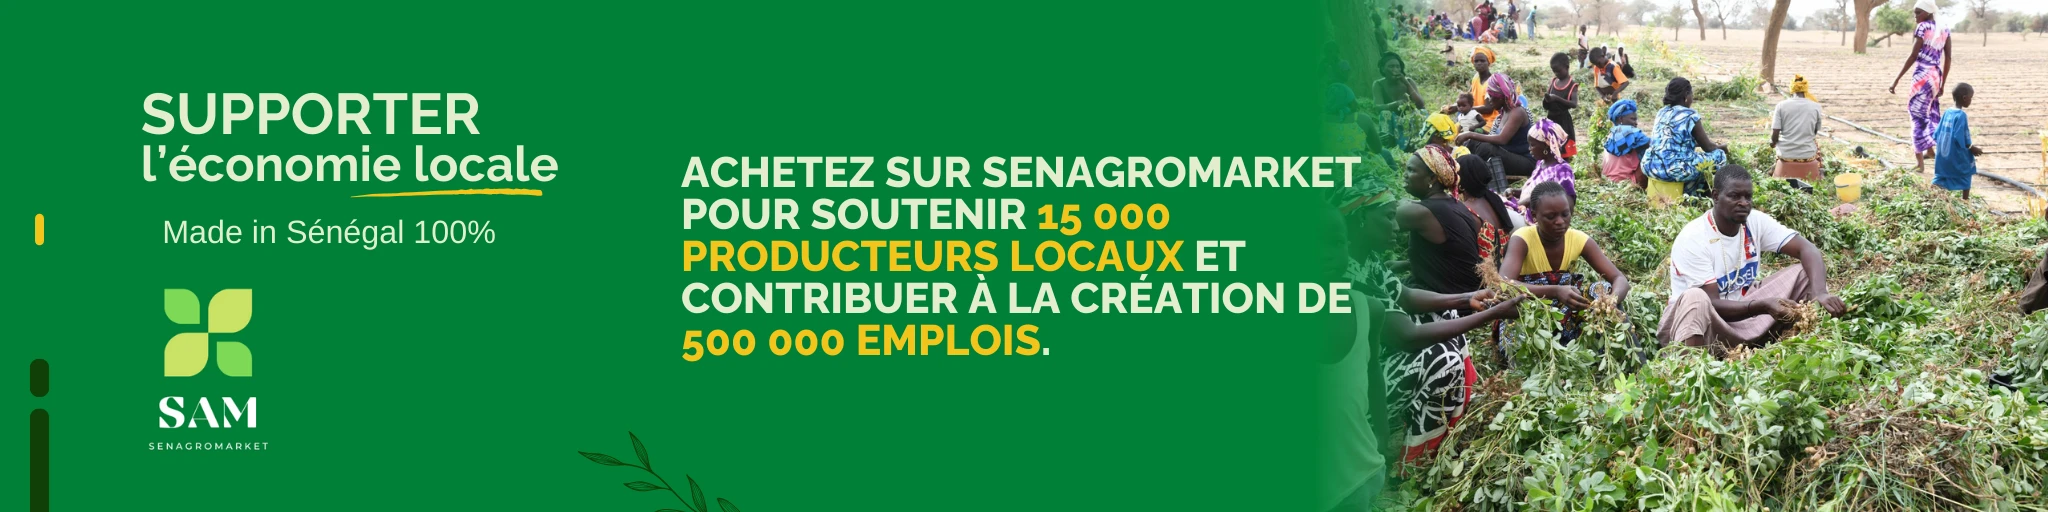 SUPPORTER
l’économie locale
Made in Sénégal 100%
SAM
SENAGROMARKET
ACHETEZ SUR SENAGROMARKET
POUR SOUTENIR 15 000
PRODUCTEURS LOCAUX ET
CONTRIBUER À LA CRÉATION DE
500 000 EMPLOIS.